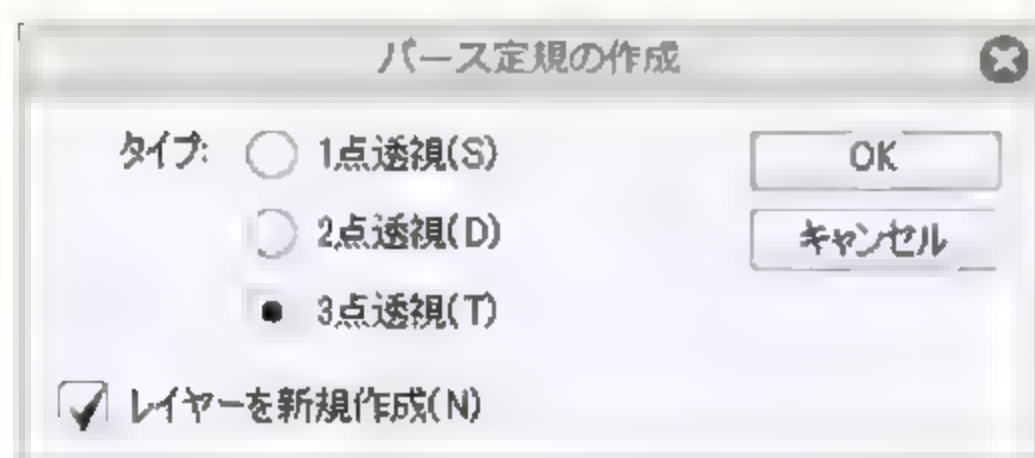 パース定規の作成
タイプ: 1点透視(S)
OK
2点透視(D)
キャンセル
3点透視(T)
レイヤーを新規作成(N)